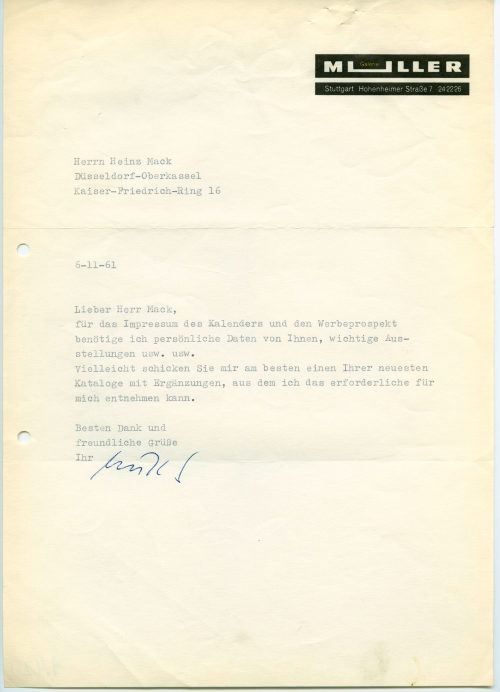 MÜLLER
Galerie
Stuttgart Hohenheimer Straße 7 242226
Herrn Heinz Mack
Düsseldorf-Oberkassel
Kaiser-Friedrich-Ring 16
6-11-61
Lieber Herr Mack,
für das Impressum des Kalenders und den Werbeprospekt
benötige ich persönliche Daten von Ihnen, wichtige Aus-
stellungen usw. usw.
Vielleicht schicken Sie mir am besten einen Ihrer neuesten
Kataloge mit Ergänzungen, aus dem ich das erforderliche für
mich entnehmen kann.
Besten Dank und
freundliche Grüße
Ihr